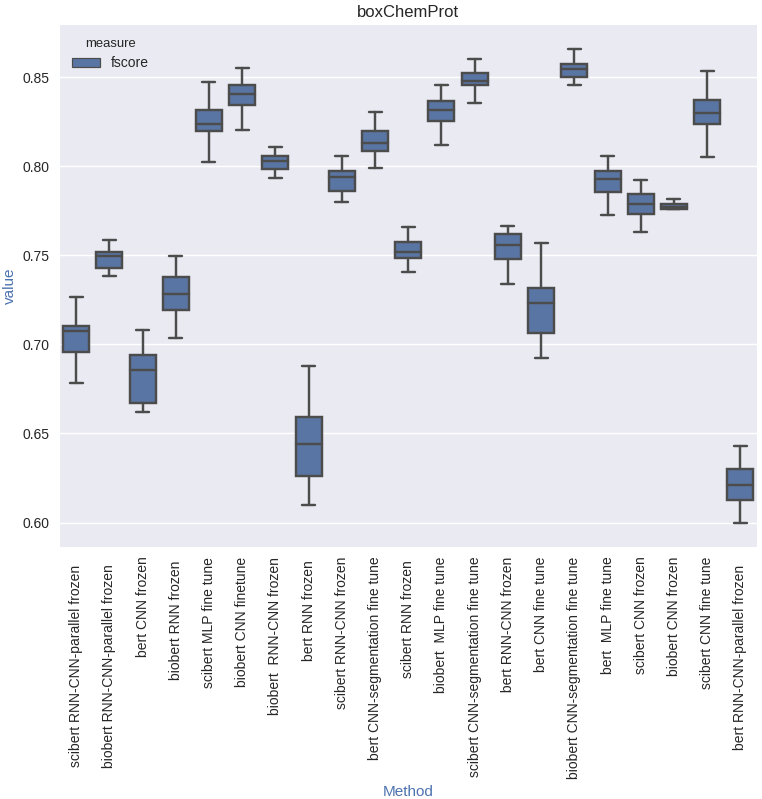 boxChemProt
measure
fscore
0.85
0.80
0.75
0.70
0.65
0.60
value
scibert RNN-CNN-parallel frozen
biobert RNN-CNN-parallel frozen
bert CNN frozen
biobert RNN frozen
scibert MLP fine tune
biobert CNN finetune
biobert  RNN-CNN frozen
bert RNN frozen
scibert RNN-CNN frozen
bert CNN-segmentation fine tune
scibert RNN frozen
biobert  MLP fine tune
scibert CNN-segmentation fine tune
bert RNN-CNN frozen
bert CNN fine tune
biobert CNN-segmentation fine tune
bert  MLP fine tune
scibert CNN frozen
biobert CNN frozen
scibert CNN fine tune
bert RNN-CNN-parallel frozen
Method